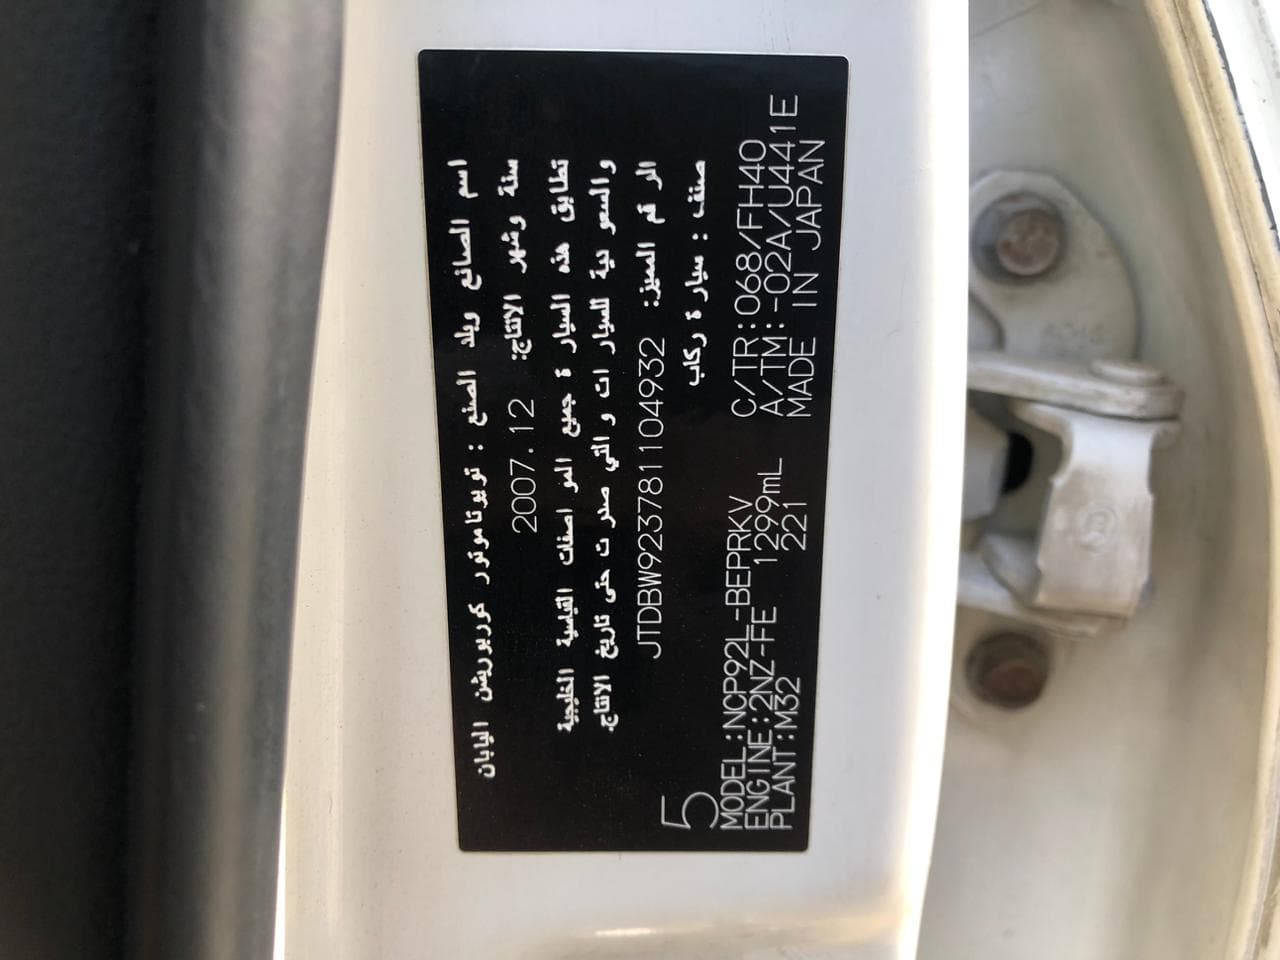 اسم الصانع وبلد الصنع : تويوتا موتور كوربوريشن اليابان
سنة وشهر الانتاج: 2007.12
تطابق هذه السيارة جميع المواصفات القياسية الخليجية
والسعودية للسيارات والتي صدرت حتى تاريخ الانتاج.
الرقم المميز: JTDBW923781104932
صنف : سيارة ركاب
5
MODEL:NCP92L-BEPRKV C/TR:068/FH40
ENGINE:2NZ-FE 1299mL A/TM:-02A/U441E
PLANT:M32 221 MADE IN JAPAN